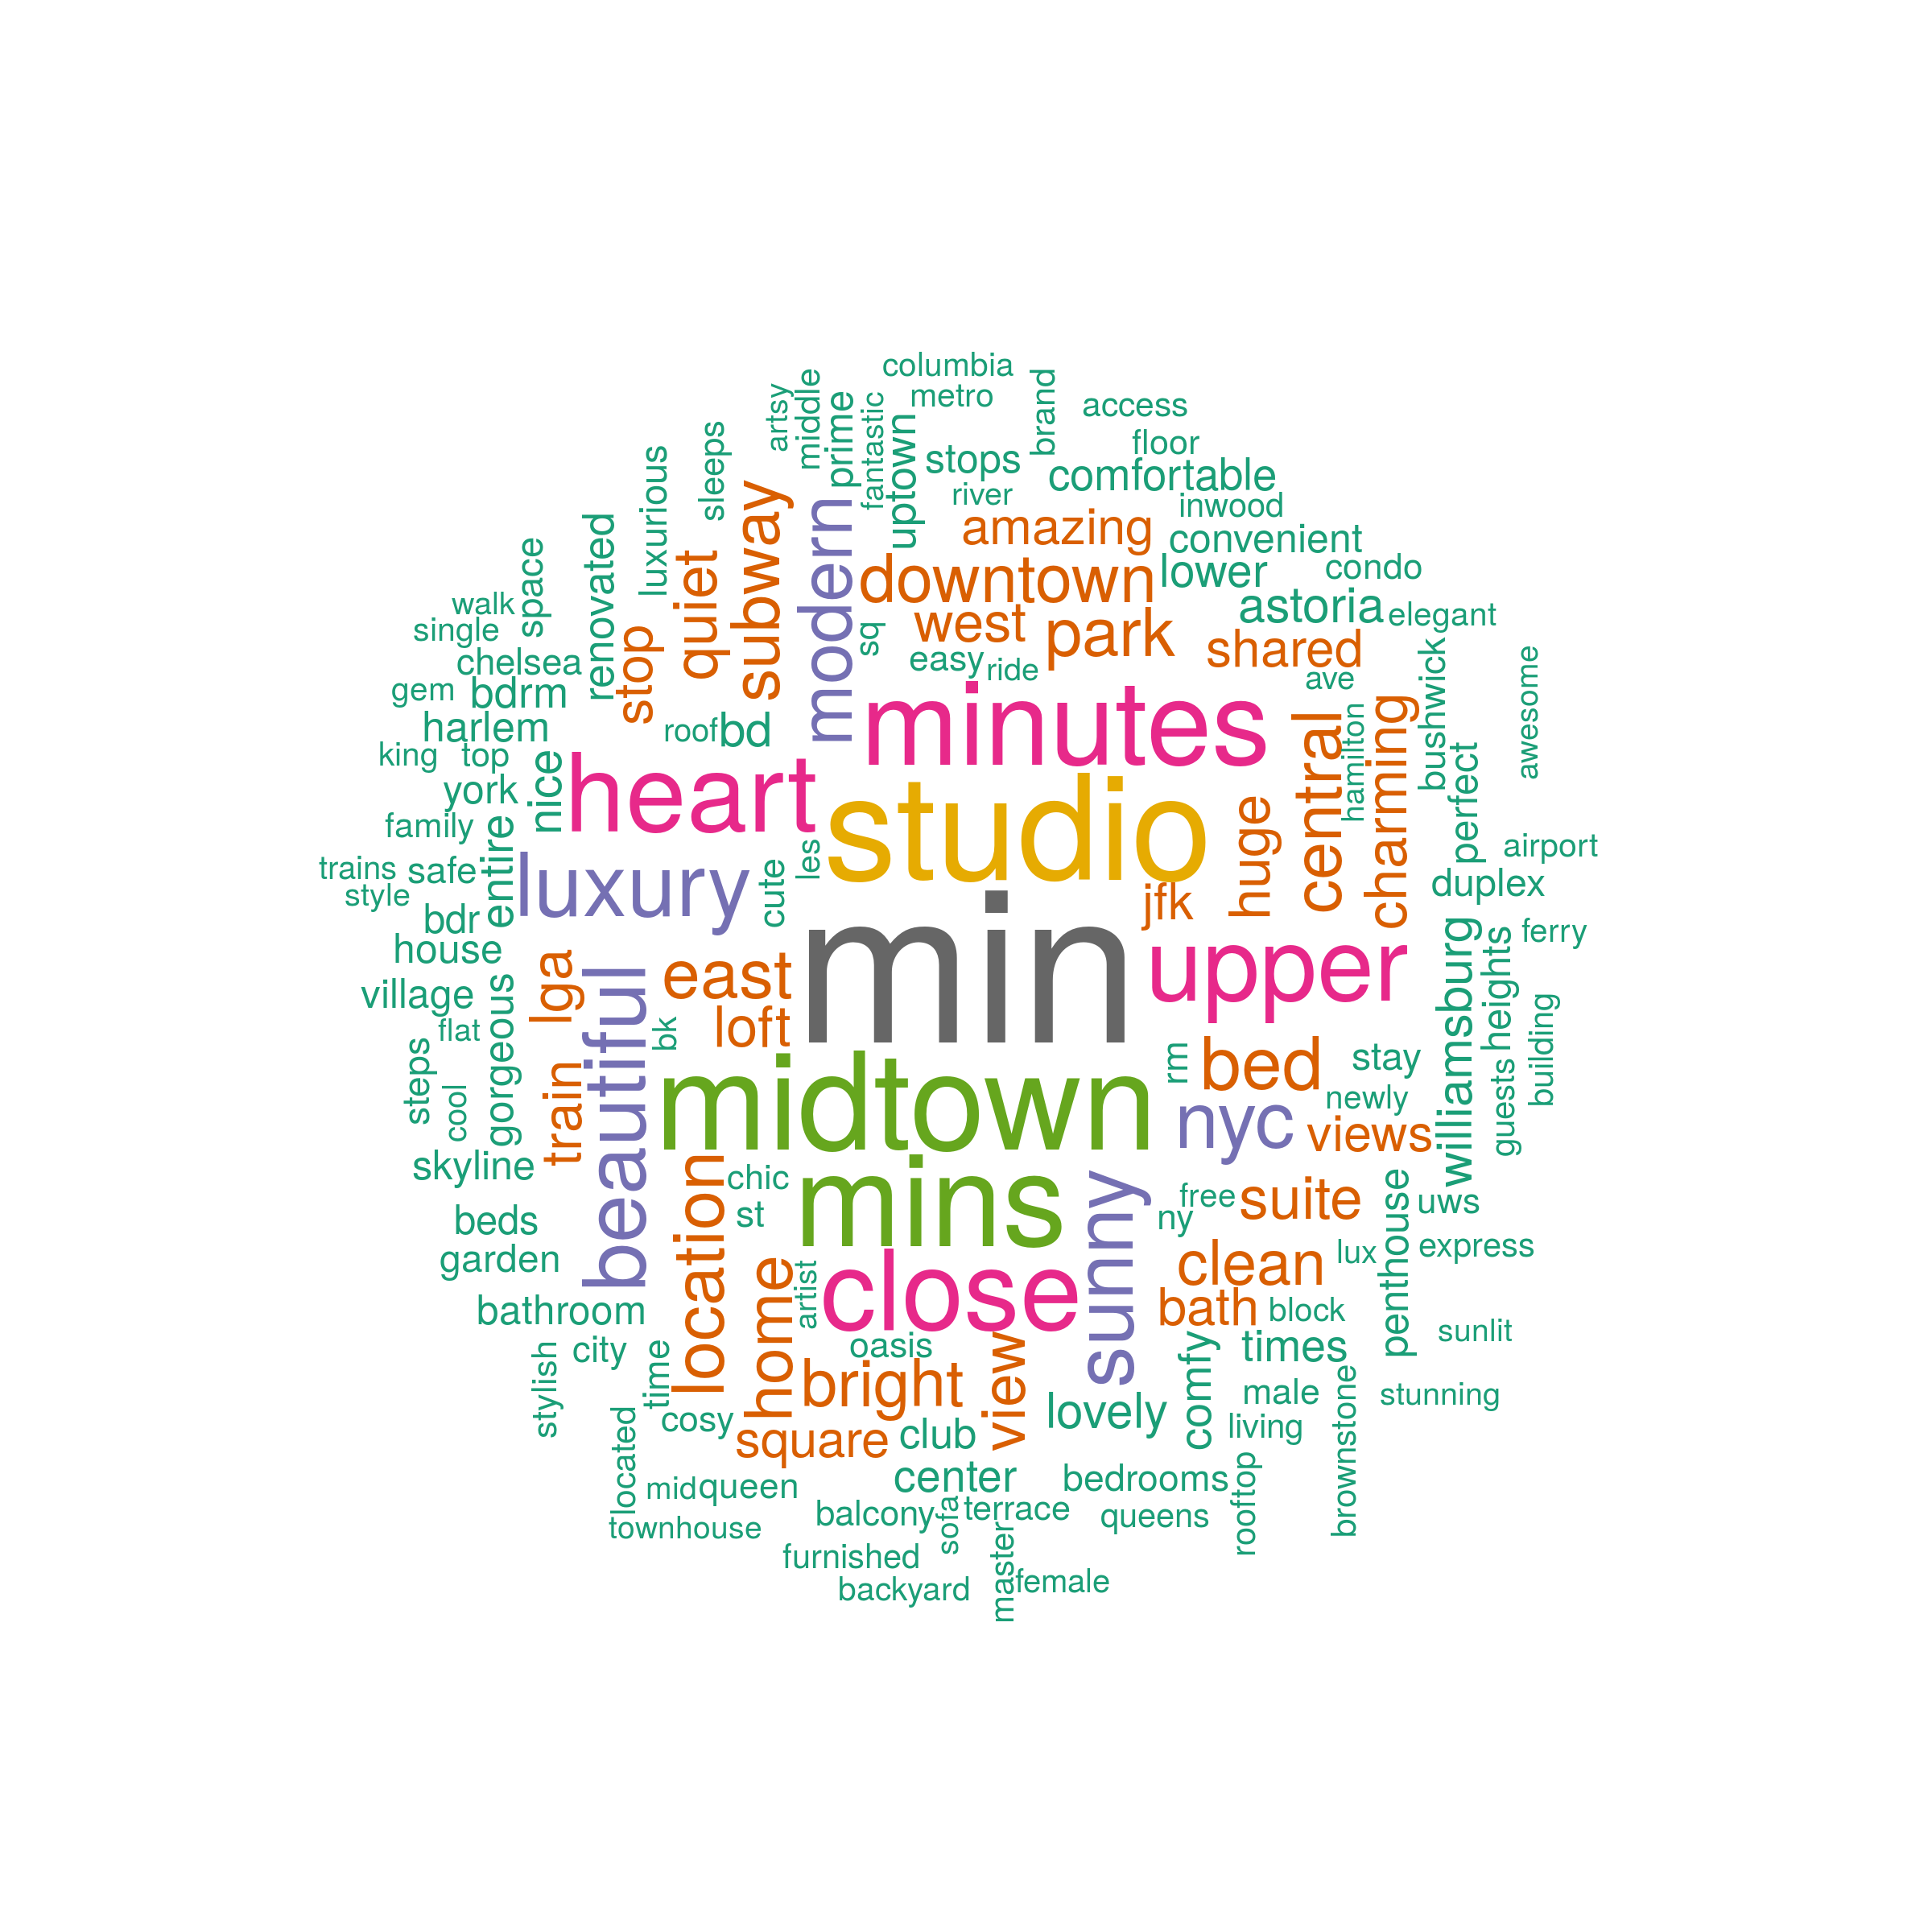 columbia
metro
brand
access
artsy
middle
prime
fantastic
uptown
stops
river
floor
comfortable
inwood
sleeps
luxurious
subway
modern
amazing
convenient
condo
renovated
quiet
downtown
lower
astoria
elegant
space
walk
single
stop
sq
west
park
shared
chelsea
easy
ride
ave
bushwick
awesome
gem
bdrm
harlem
roof
bd
minutes
central
hamilton
charming
king
top
nice
heart
studio
huge
perfect
york
family
entire
trains
safe
style
luxury
cute
les
jfk
airport
duplex
bdr
house
min
upper
williamsburg
heights
ferry
lga
east
village
gorgeous
beautiful
loft
bk
flat
steps
cool
train
midtown
rm
bed
stay
newly
guests
building
nyc
views
skyline
location
chic
st
mins
sunny
free
ny
suite
penthouse
uws
beds
garden
home
artist
close
clean
lux
express
bathroom
bath
block
sunlit
city
time
stylish
oasis
bright
view
comfy
times
male
living
brownstone
stunning
located
cosy
square
club
lovely
mid
queen
center
bedrooms
rooftop
townhouse
balcony
sofa
terrace
queens
furnished
master
backyard
female